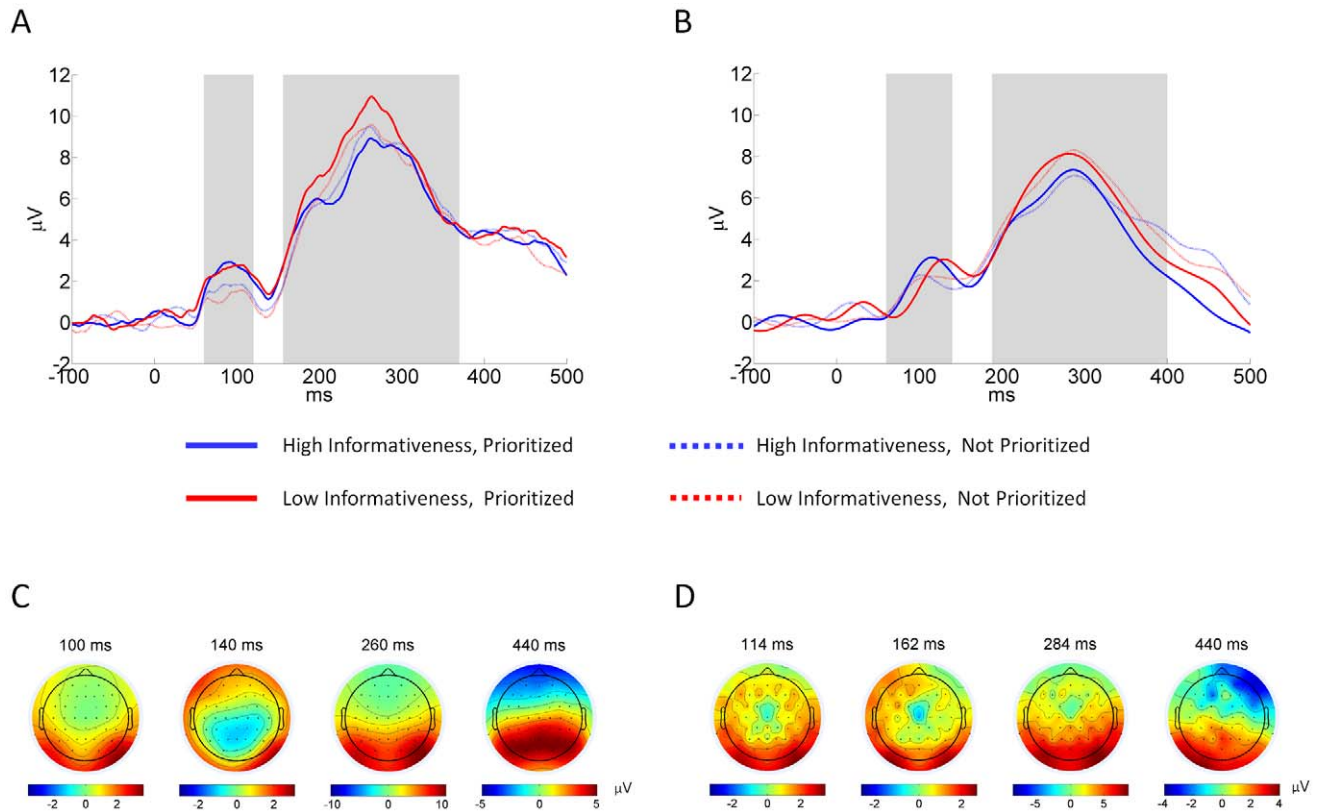 A
B
12
10
8
6
4
2
0
-2
μV
-100 0 100 200 300 400 500
ms
12
10
8
6
4
2
0
-2
μV
-100 0 100 200 300 400 500
ms
High Informativeness, Prioritized
High Informativeness, Not Prioritized
Low Informativeness, Prioritized
Low Informativeness, Not Prioritized
C
D
100 ms 140 ms 260 ms 440 ms
114 ms 162 ms 284 ms 440 ms
-2 0 2 -2 0 2 -10 0 10 -5 0 5 μV
-2 0 2 -2 0 2 -5 0 5 -4 -2 0 2 4 μV